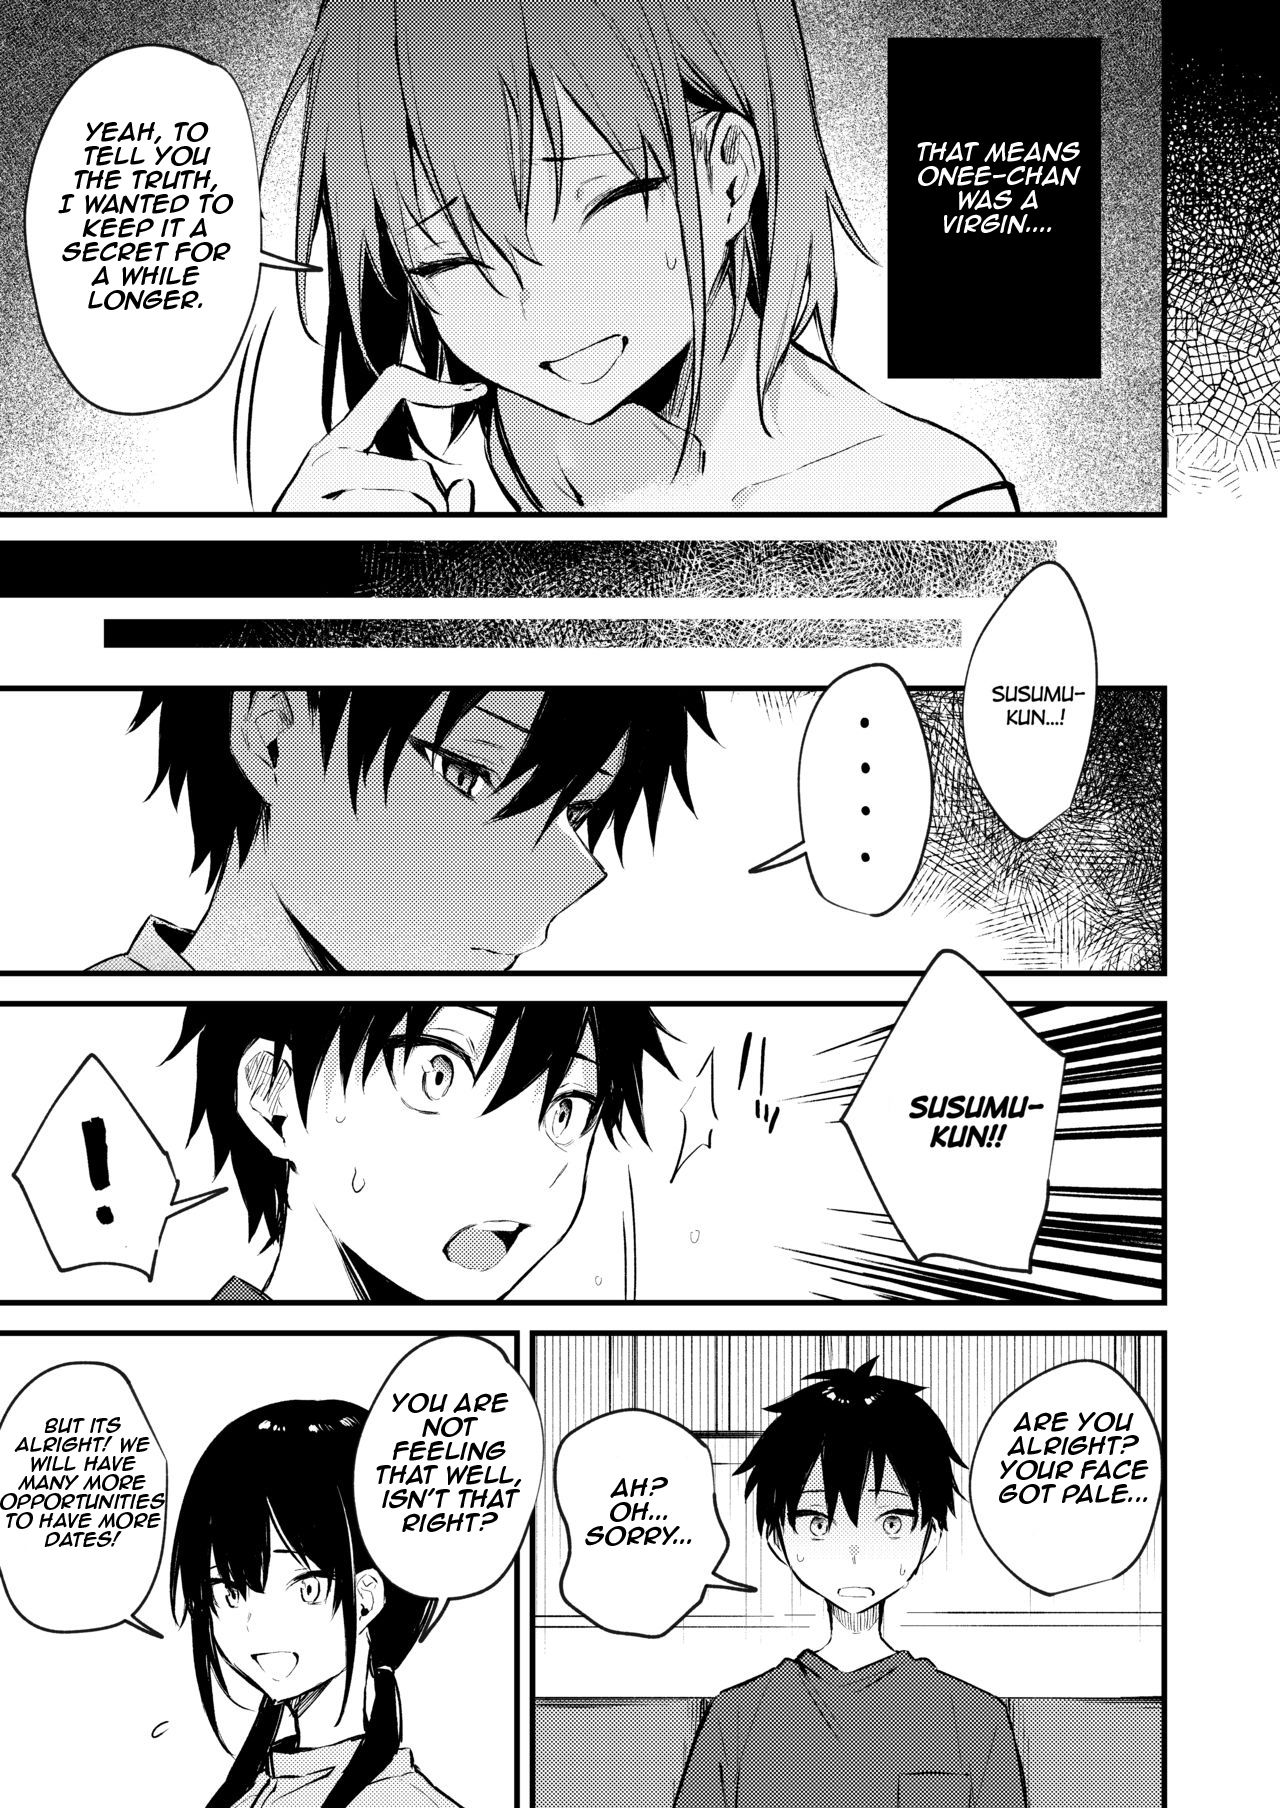 THAT MEANS
ONEE-CHAN
WAS A
VIRGIN....
YEAH, TO
TELL YOU
THE TRUTH,
I WANTED TO
KEEP IT A
SECRET FOR
A WHILE
LONGER.
SUSUMU-
KUN...!
....
SUSUMU-
KUN!!
!
ARE YOU
ALRIGHT?
YOUR FACE
GOT PALE...
AH?
OH...
SORRY...
YOU ARE
NOT
FEELING
THAT WELL,
ISN'T THAT
RIGHT?
BUT ITS
ALRIGHT! WE
WILL HAVE
MANY MORE
OPPORTUNITIES
TO HAVE MORE
DATES!